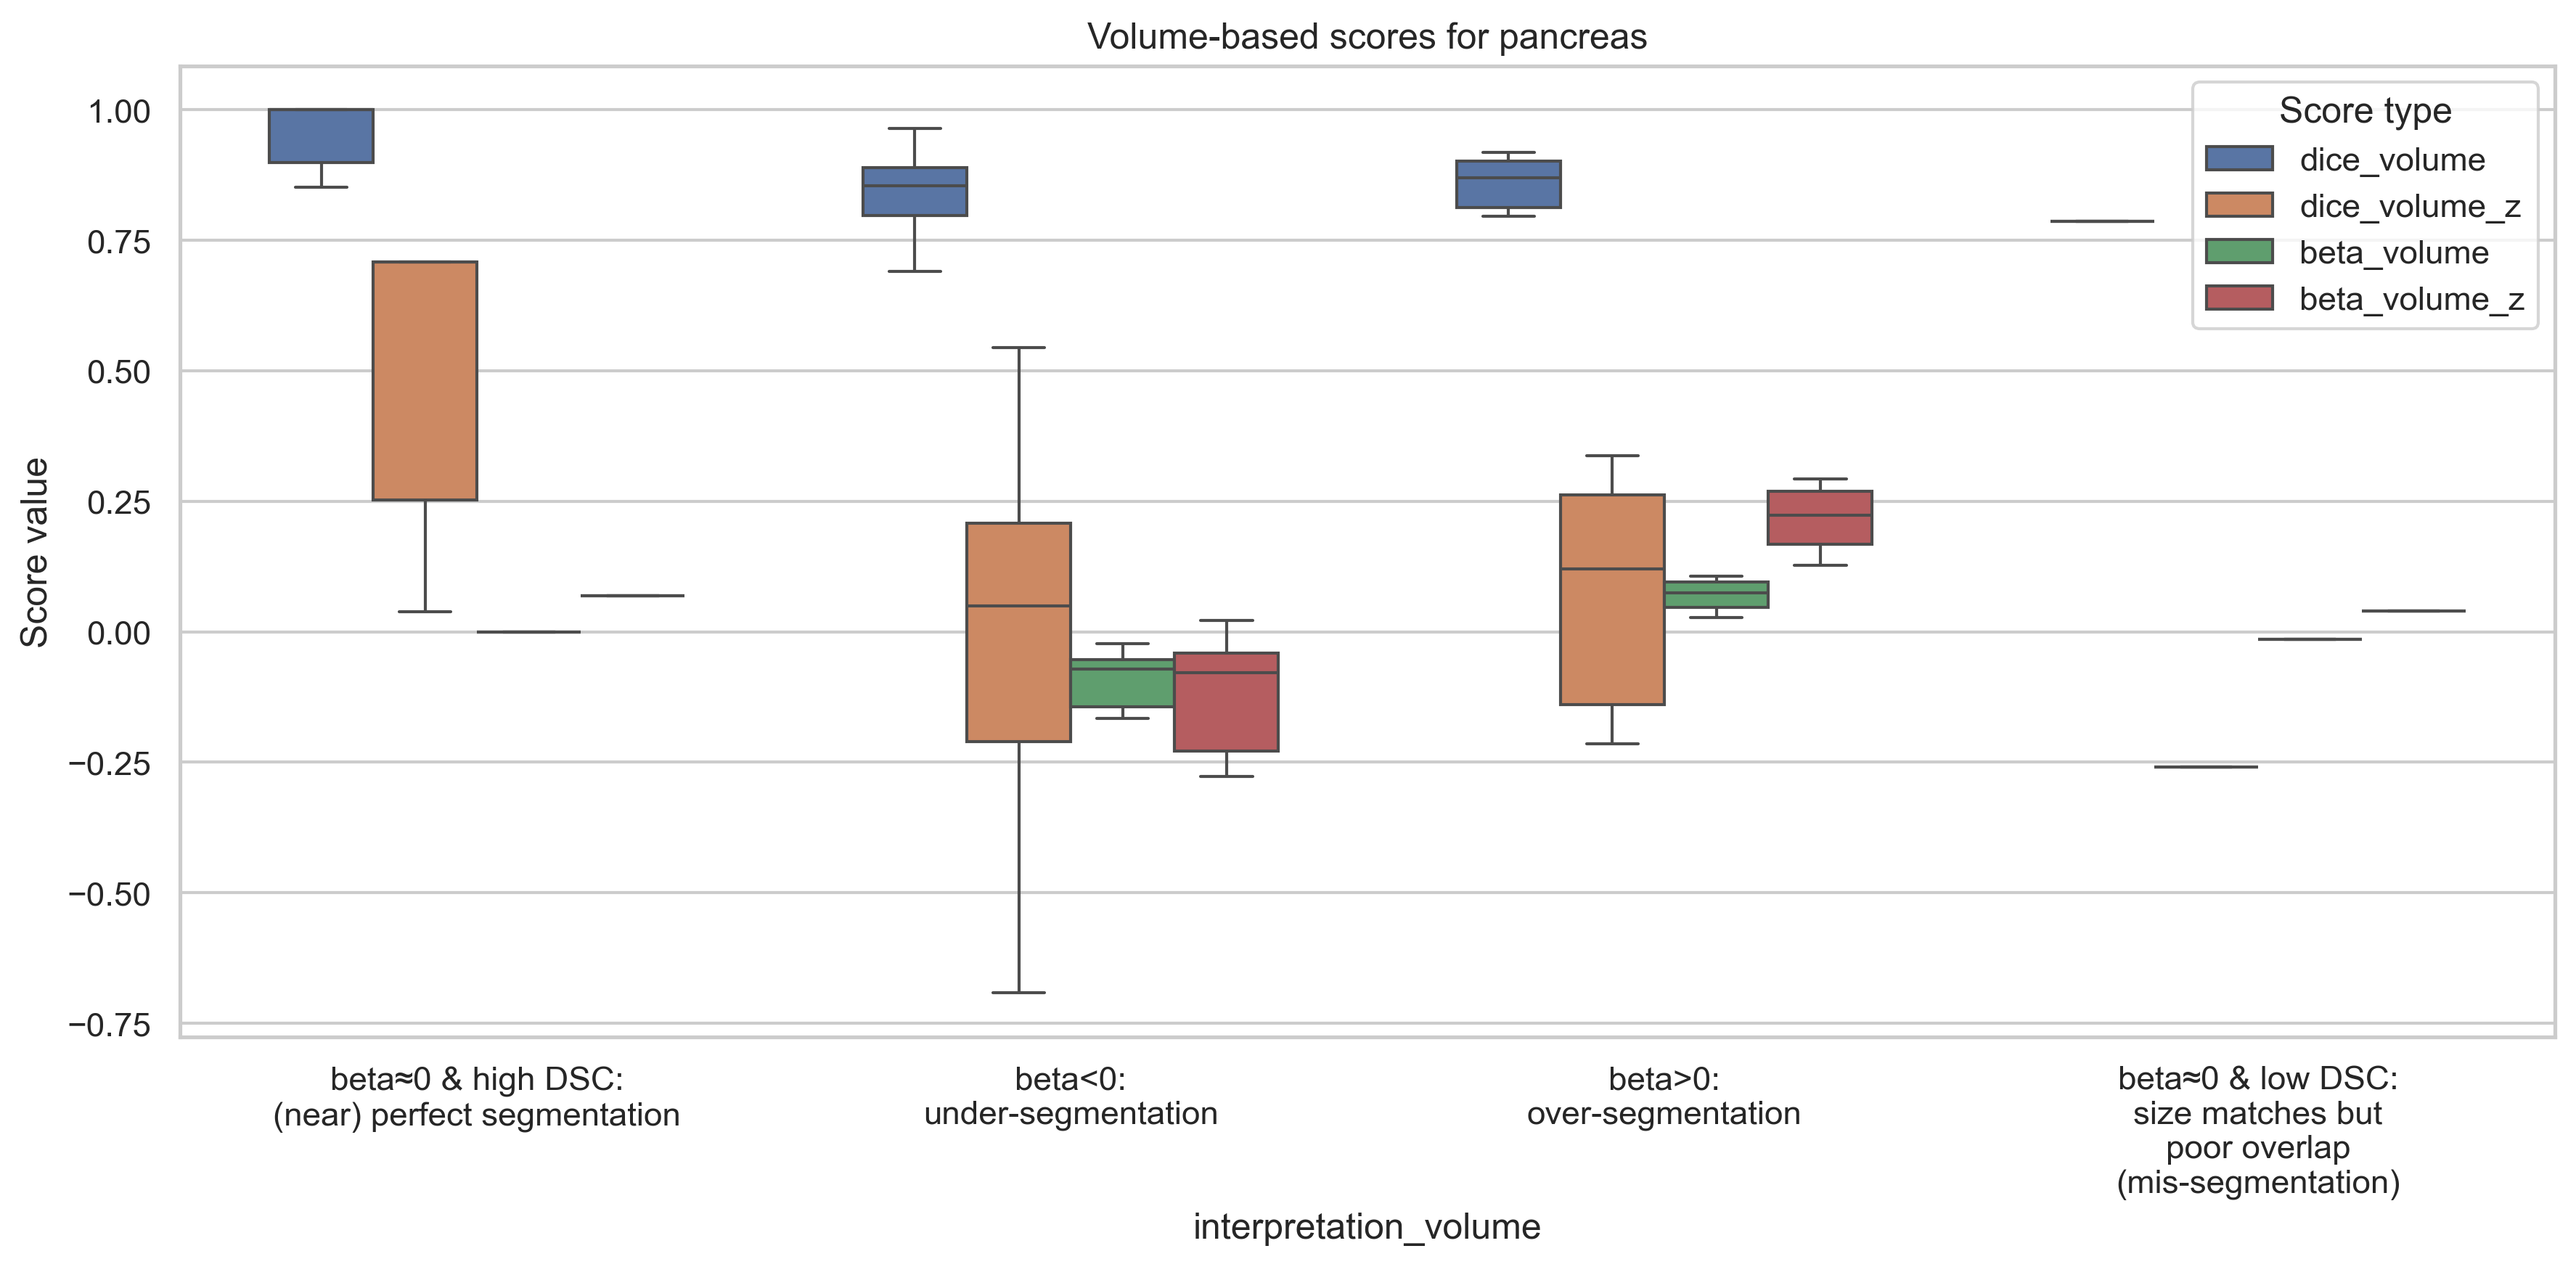 Volume-based scores for pancreas
Score value
1.00
0.75
0.50
0.25
0.00
−0.25
−0.50
−0.75
Score type
dice_volume
dice_volume_z
beta_volume
beta_volume_z
beta≈0 & high DSC:
(near) perfect segmentation
beta<0:
under-segmentation
beta>0:
over-segmentation
beta≈0 & low DSC:
size matches but
poor overlap
(mis-segmentation)
interpretation_volume